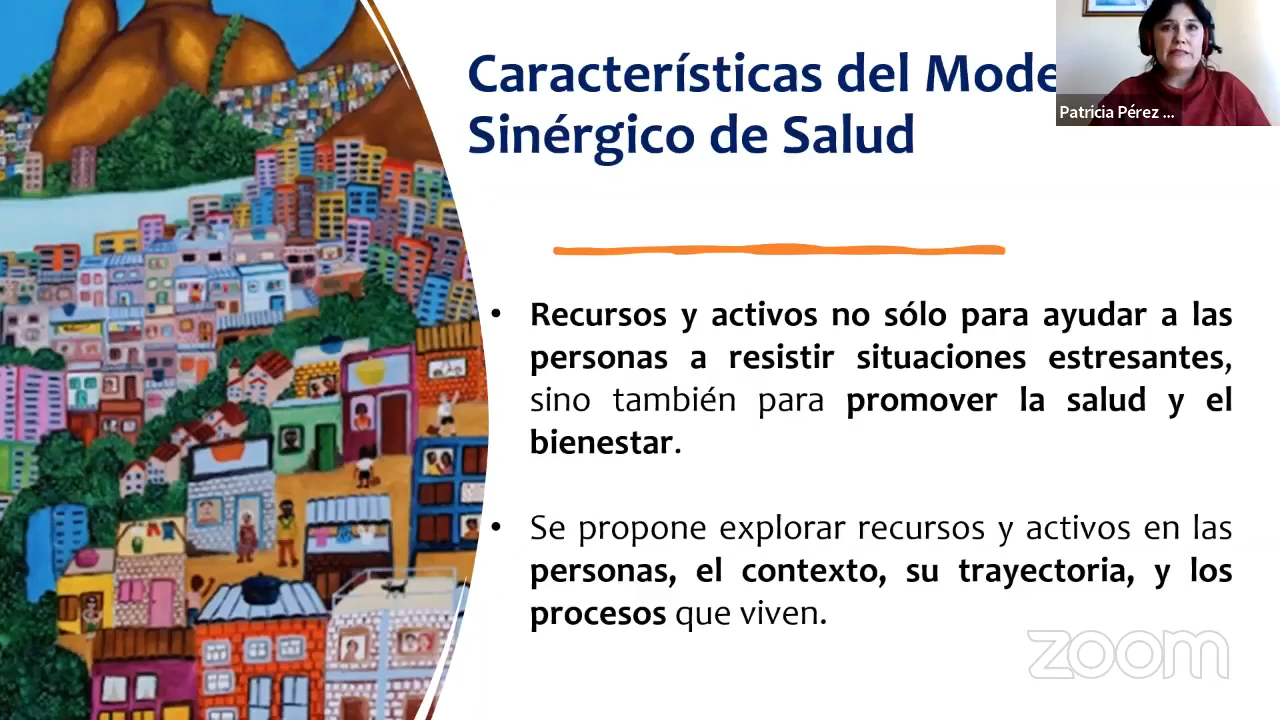 Características del Mode
Sinérgico de Salud
Patricia Pérez ...
• Recursos y activos no sólo para ayudar a las
personas a resistir situaciones estresantes,
sino también para promover la salud y el
bienestar.
• Se propone explorar recursos y activos en las
personas, el contexto, su trayectoria, y los
procesos que viven.
zoom